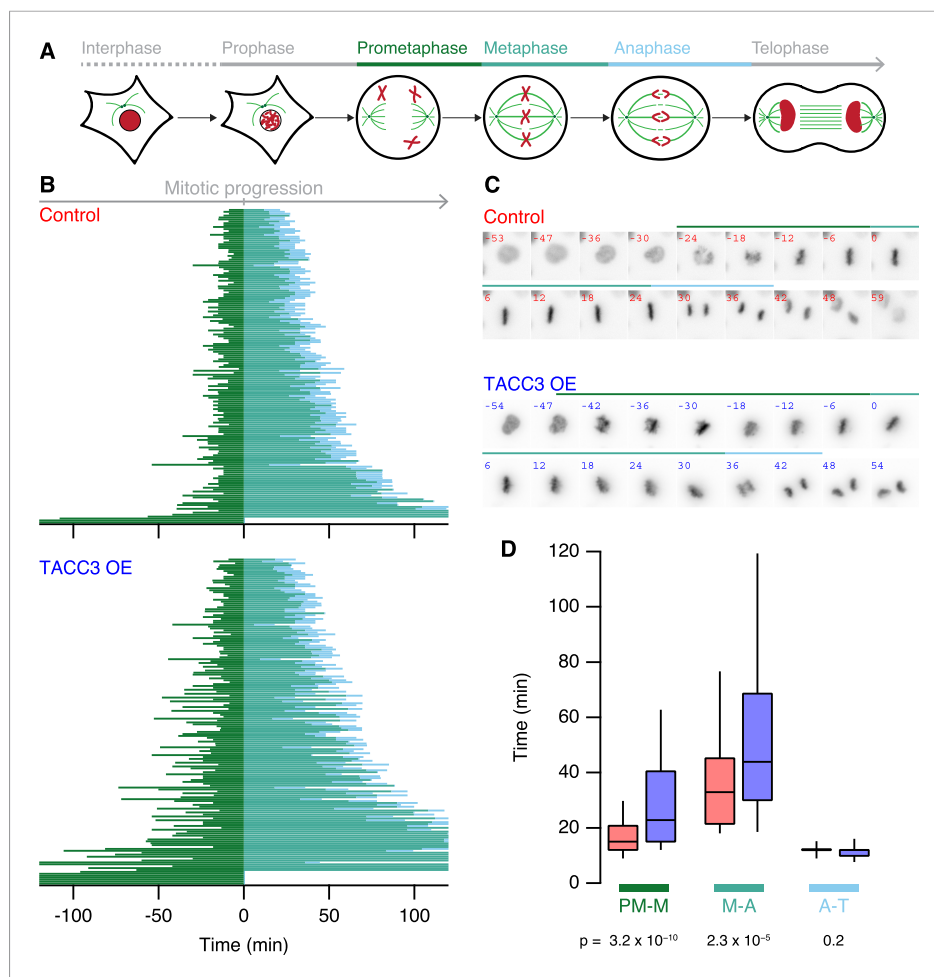 A
Interphase Prophase Prometaphase Metaphase Anaphase Telophase
B
Mitotic progression
Control
TACC3 OE
-100 -50 0 50 100
Time (min)
C
Control
-53 -47 -36 -30 -24 -18 -12 -6 0
6 12 18 24 30 36 42 48 59
TACC3 OE
-54 -47 -42 -36 -30 -18 -12 -6 0
6 12 18 24 30 36 42 48 54
D
120
100
80
60
40
20
0
Time (min)
PM-M M-A A-T
p = 3.2 x 10⁻¹⁰ 2.3 x 10⁻⁵ 0.2